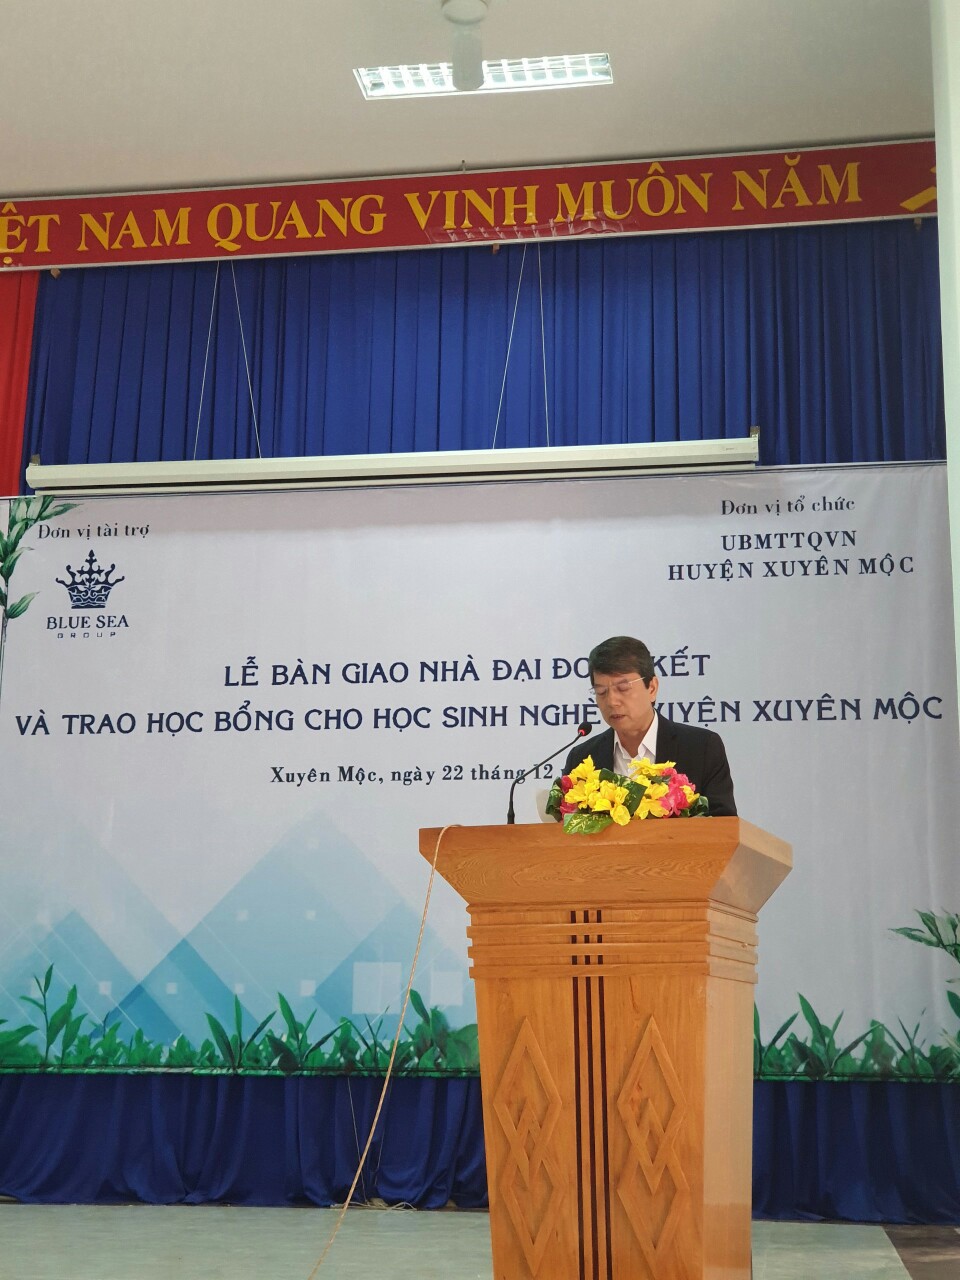 ỆT NAM QUANG VINH MUÔN NĂM
Đơn vị tài trợ
BLUE SEA
GROUP
Đơn vị tổ chức
UBMTTQVN
HUYỆN XUYÊN MỘC
LỄ BÀN GIAO NHÀ ĐẠI ĐO KẾT
VÀ TRAO HỌC BỔNG CHO HỌC SINH NGHÈ UYỆN XUYÊN MỘC
Xuyên Mộc, ngày 22 tháng 12